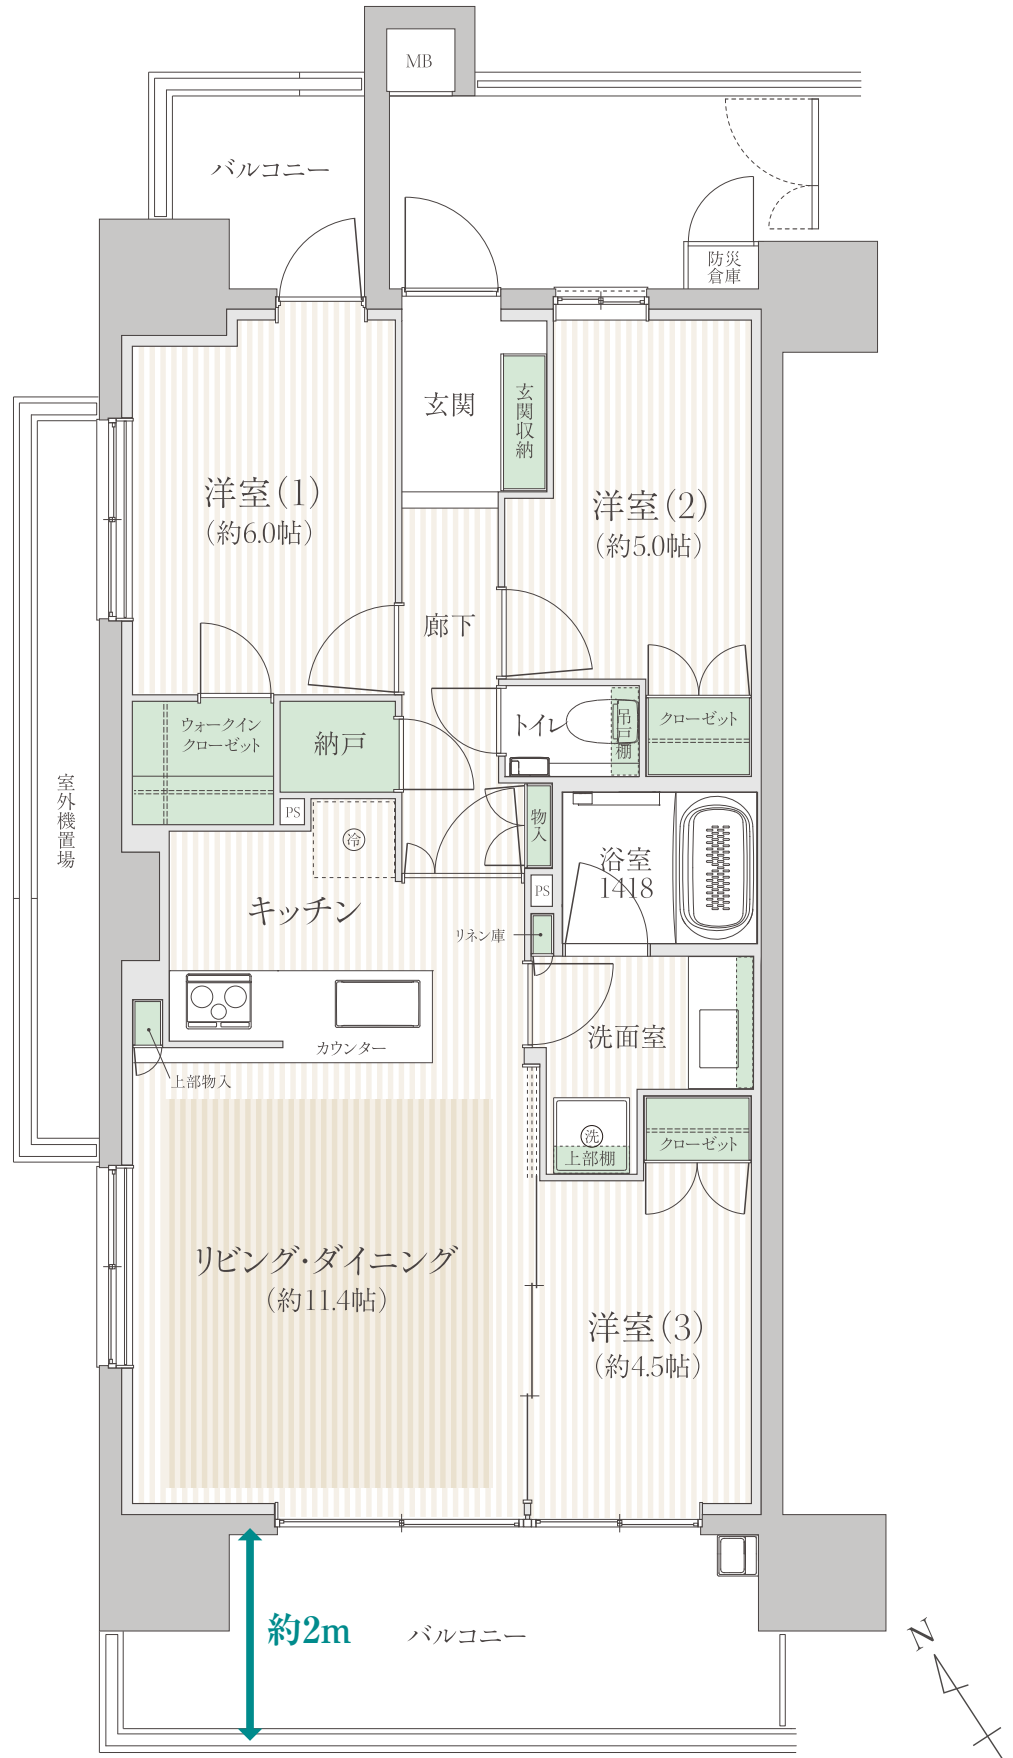 MB
バルコニー
防災
倉庫
玄関
玄関収納
洋室(1)
(約6.0帖)
洋室(2)
(約5.0帖)
廊下
ウォークイン
クローゼット
納戸
トイレ
吊戸棚
クローゼット
室外機置場
PS
冷
物入
浴室
1418
PS
キッチン
リネン庫
洗面室
カウンター
上部物入
洗
上部棚
クローゼット
リビング・ダイニング
(約11.4帖)
洋室(3)
(約4.5帖)
約2m
バルコニー
N